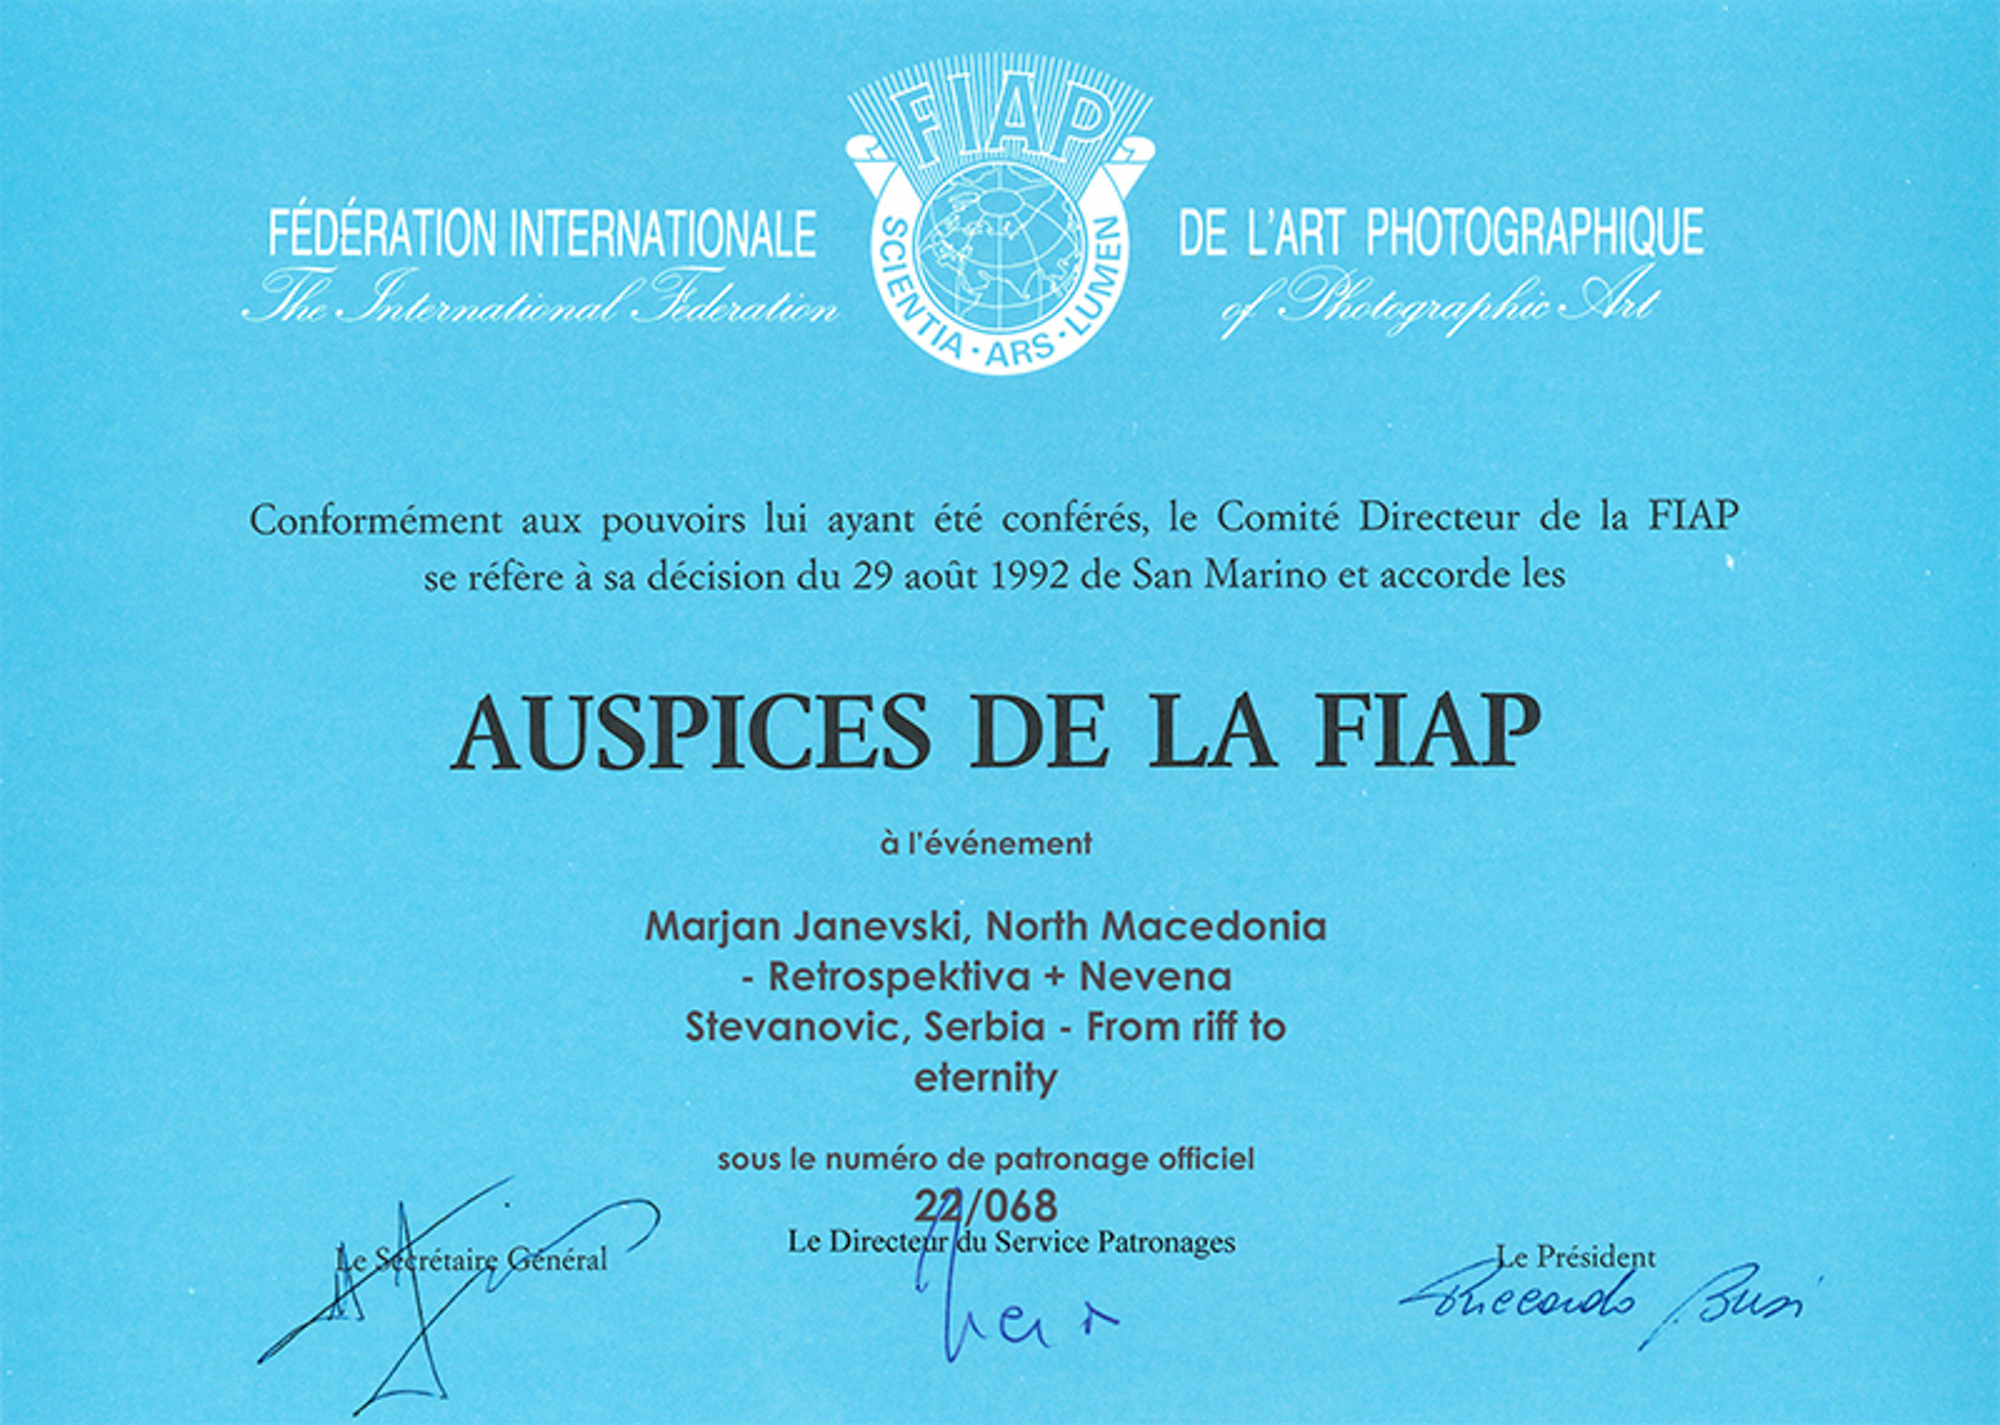 FIAP
SCIENTIA · ARS · LUMEN
FÉDÉRATION INTERNATIONALE DE L'ART PHOTOGRAPHIQUE
The International Federation of Photographic Art
Conformément aux pouvoirs lui ayant été conférés, le Comité Directeur de la FIAP
se réfère à sa décision du 29 août 1992 de San Marino et accorde les
AUSPICES DE LA FIAP
à l'événement
Marjan Janevski, North Macedonia
- Retrospektiva + Nevena
Stevanovic, Serbia - From riff to
eternity
sous le numéro de patronage officiel
22/068
Le Secrétaire Général
Le Directeur du Service Patronages
Le Président
Riccardo Busi